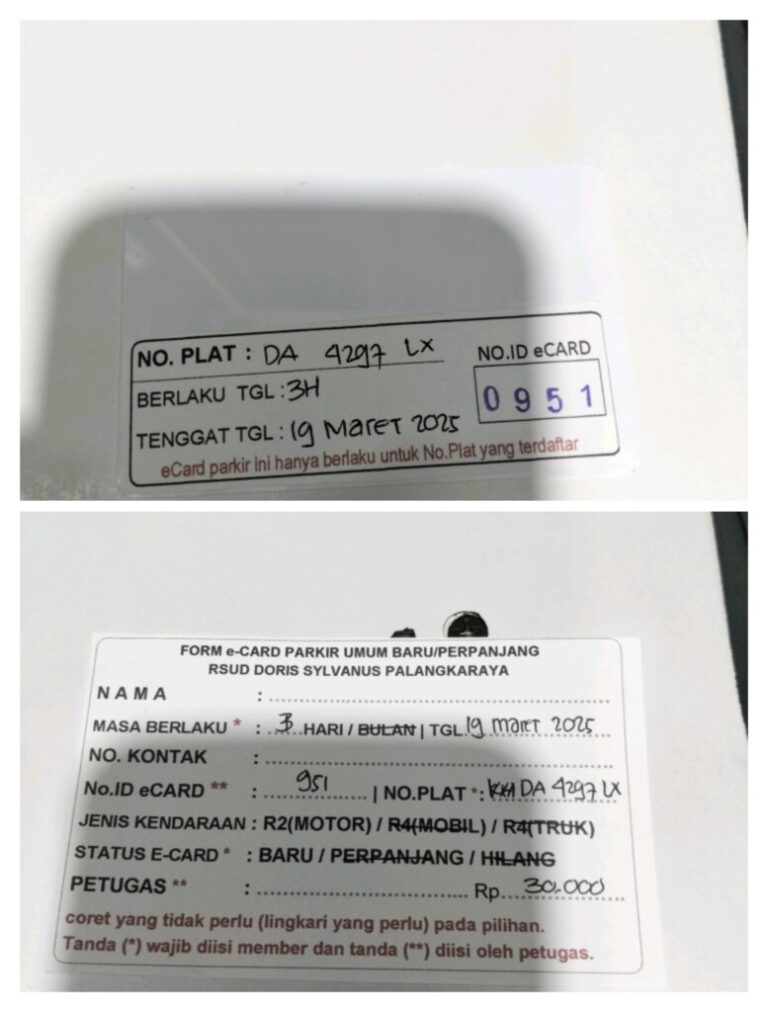 NO. PLAT : DA 4297 LX
NO.ID eCARD
BERLAKU TGL : 3H
0951
TENGGAT TGL : 19 Maret 2025
eCard parkir ini hanya berlaku untuk No.Plat yang terdaftar
FORM e-CARD PARKIR UMUM BARU/PERPANJANG
RSUD DORIS SYLVANUS PALANGKARAYA
NAMA :
MASA BERLAKU * : 3 HARI / BULAN | TGL 19 Maret 2025
NO. KONTAK :
No.ID eCARD ** : 951 | NO.PLAT *: KH DA 4297 LX
JENIS KENDARAAN : R2(MOTOR) / R4(MOBIL) / R4(TRUK)
STATUS E-CARD * : BARU / PERPANJANG / HILANG
PETUGAS ** : Rp. 30.000
coret yang tidak perlu (lingkari yang perlu) pada pilihan.
Tanda (*) wajib diisi member dan tanda (**) diisi oleh petugas.